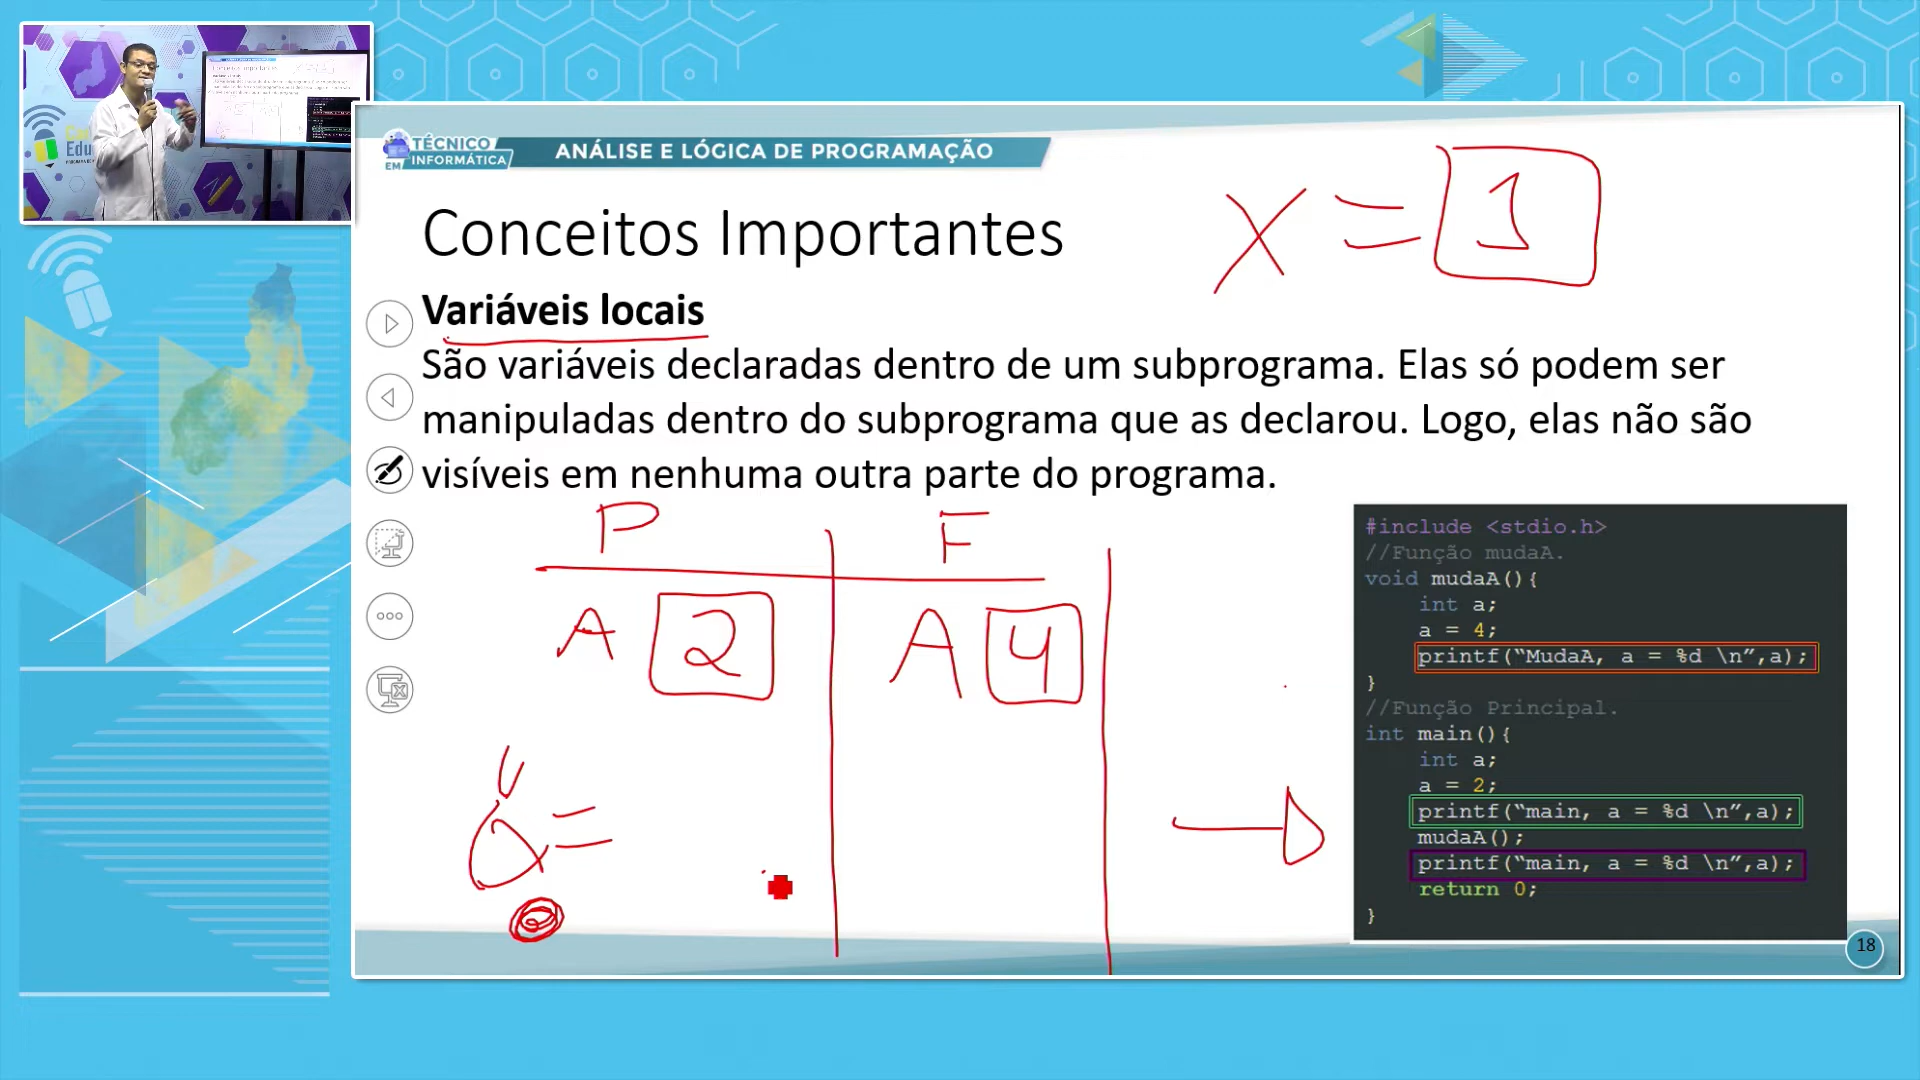 TÉCNICO
EM INFORMÁTICA
ANÁLISE E LÓGICA DE PROGRAMAÇÃO
Conceitos Importantes
X = 1
Variáveis locais
São variáveis declaradas dentro de um subprograma. Elas só podem ser
manipuladas dentro do subprograma que as declarou. Logo, elas não são
visíveis em nenhuma outra parte do programa.
P F
A 2 A 4
#include <stdio.h>
//Função mudaA.
void mudaA(){
int a;
a = 4;
printf(“MudaA, a = %d \n”,a);
}
//Função Principal.
int main(){
int a;
a = 2;
printf(“main, a = %d \n”,a);
mudaA();
printf(“main, a = %d \n”,a);
return 0;
}
18